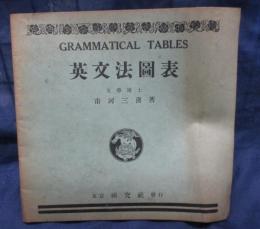 GRAMMATICAL TABLES
英文法圖表
文學博士
市河三喜著
東京 研究社 發行